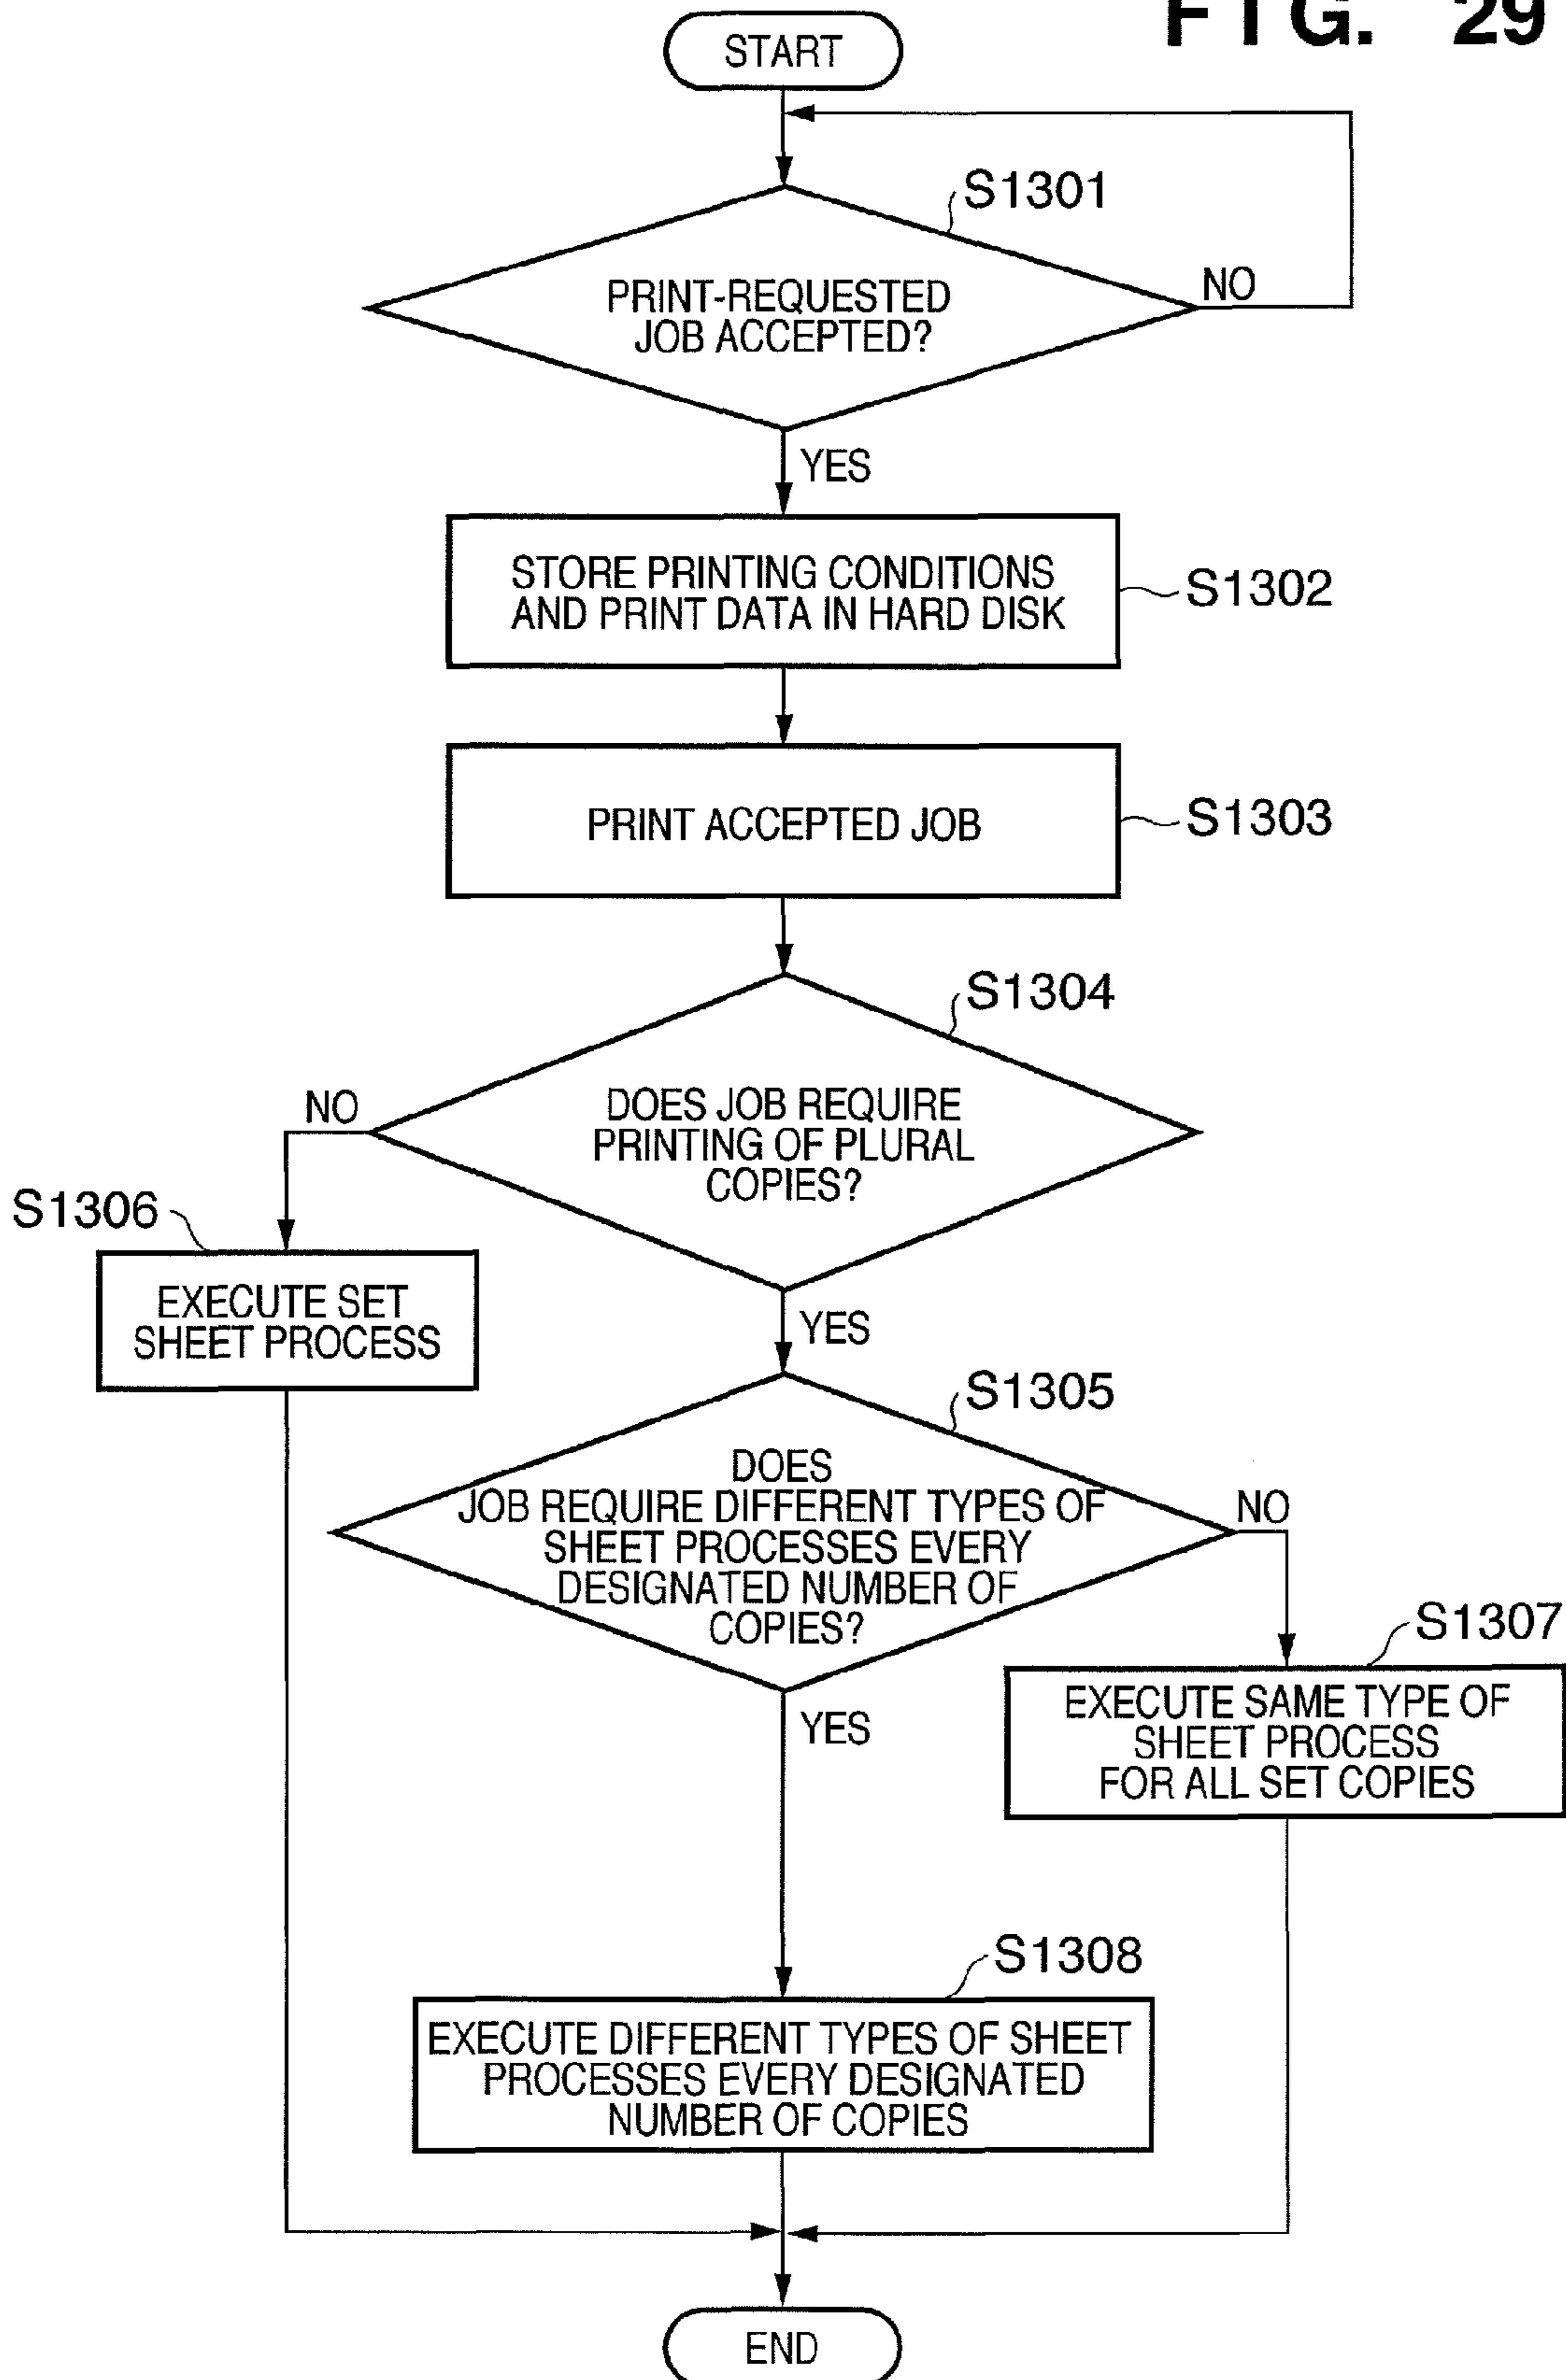 FIG. 29
START
S1301
PRINT-REQUESTED
JOB ACCEPTED?
NO
YES
STORE PRINTING CONDITIONS
AND PRINT DATA IN HARD DISK
S1302
PRINT ACCEPTED JOB
S1303
S1304
DOES JOB REQUIRE
PRINTING OF PLURAL
COPIES?
NO
S1306
EXECUTE SET
SHEET PROCESS
YES
S1305
DOES
JOB REQUIRE DIFFERENT TYPES OF
SHEET PROCESSES EVERY
DESIGNATED NUMBER OF
COPIES?
NO
S1307
EXECUTE SAME TYPE OF
SHEET PROCESS
FOR ALL SET COPIES
YES
S1308
EXECUTE DIFFERENT TYPES OF SHEET
PROCESSES EVERY DESIGNATED
NUMBER OF COPIES
END